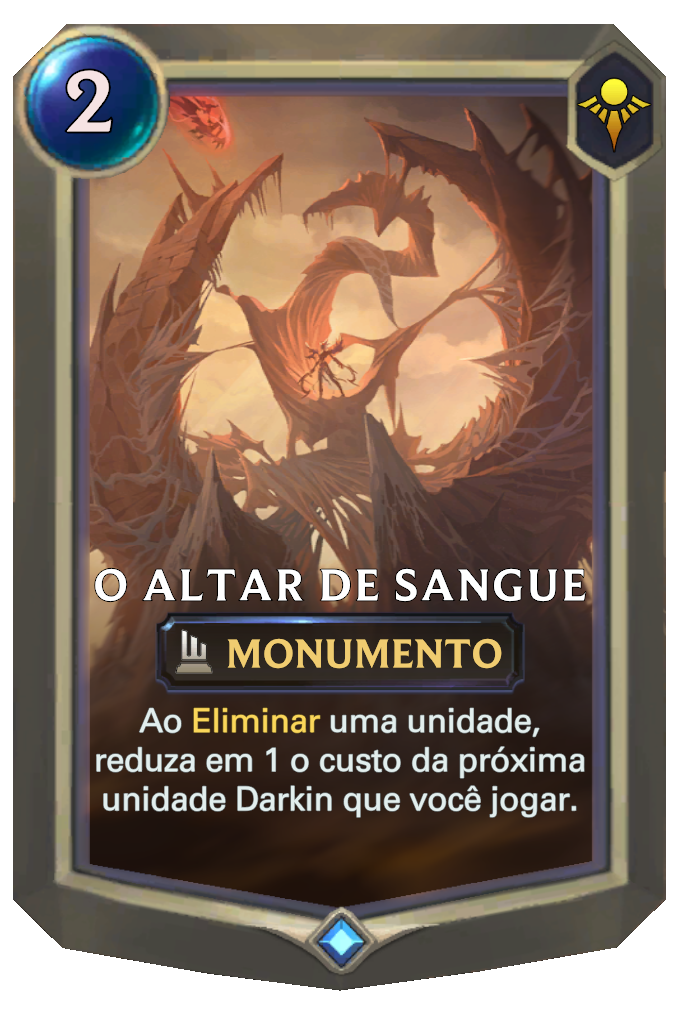 2
O ALTAR DE SANGUE
MONUMENTO
Ao Eliminar uma unidade,
reduza em 1 o custo da próxima
unidade Darkin que você jogar.